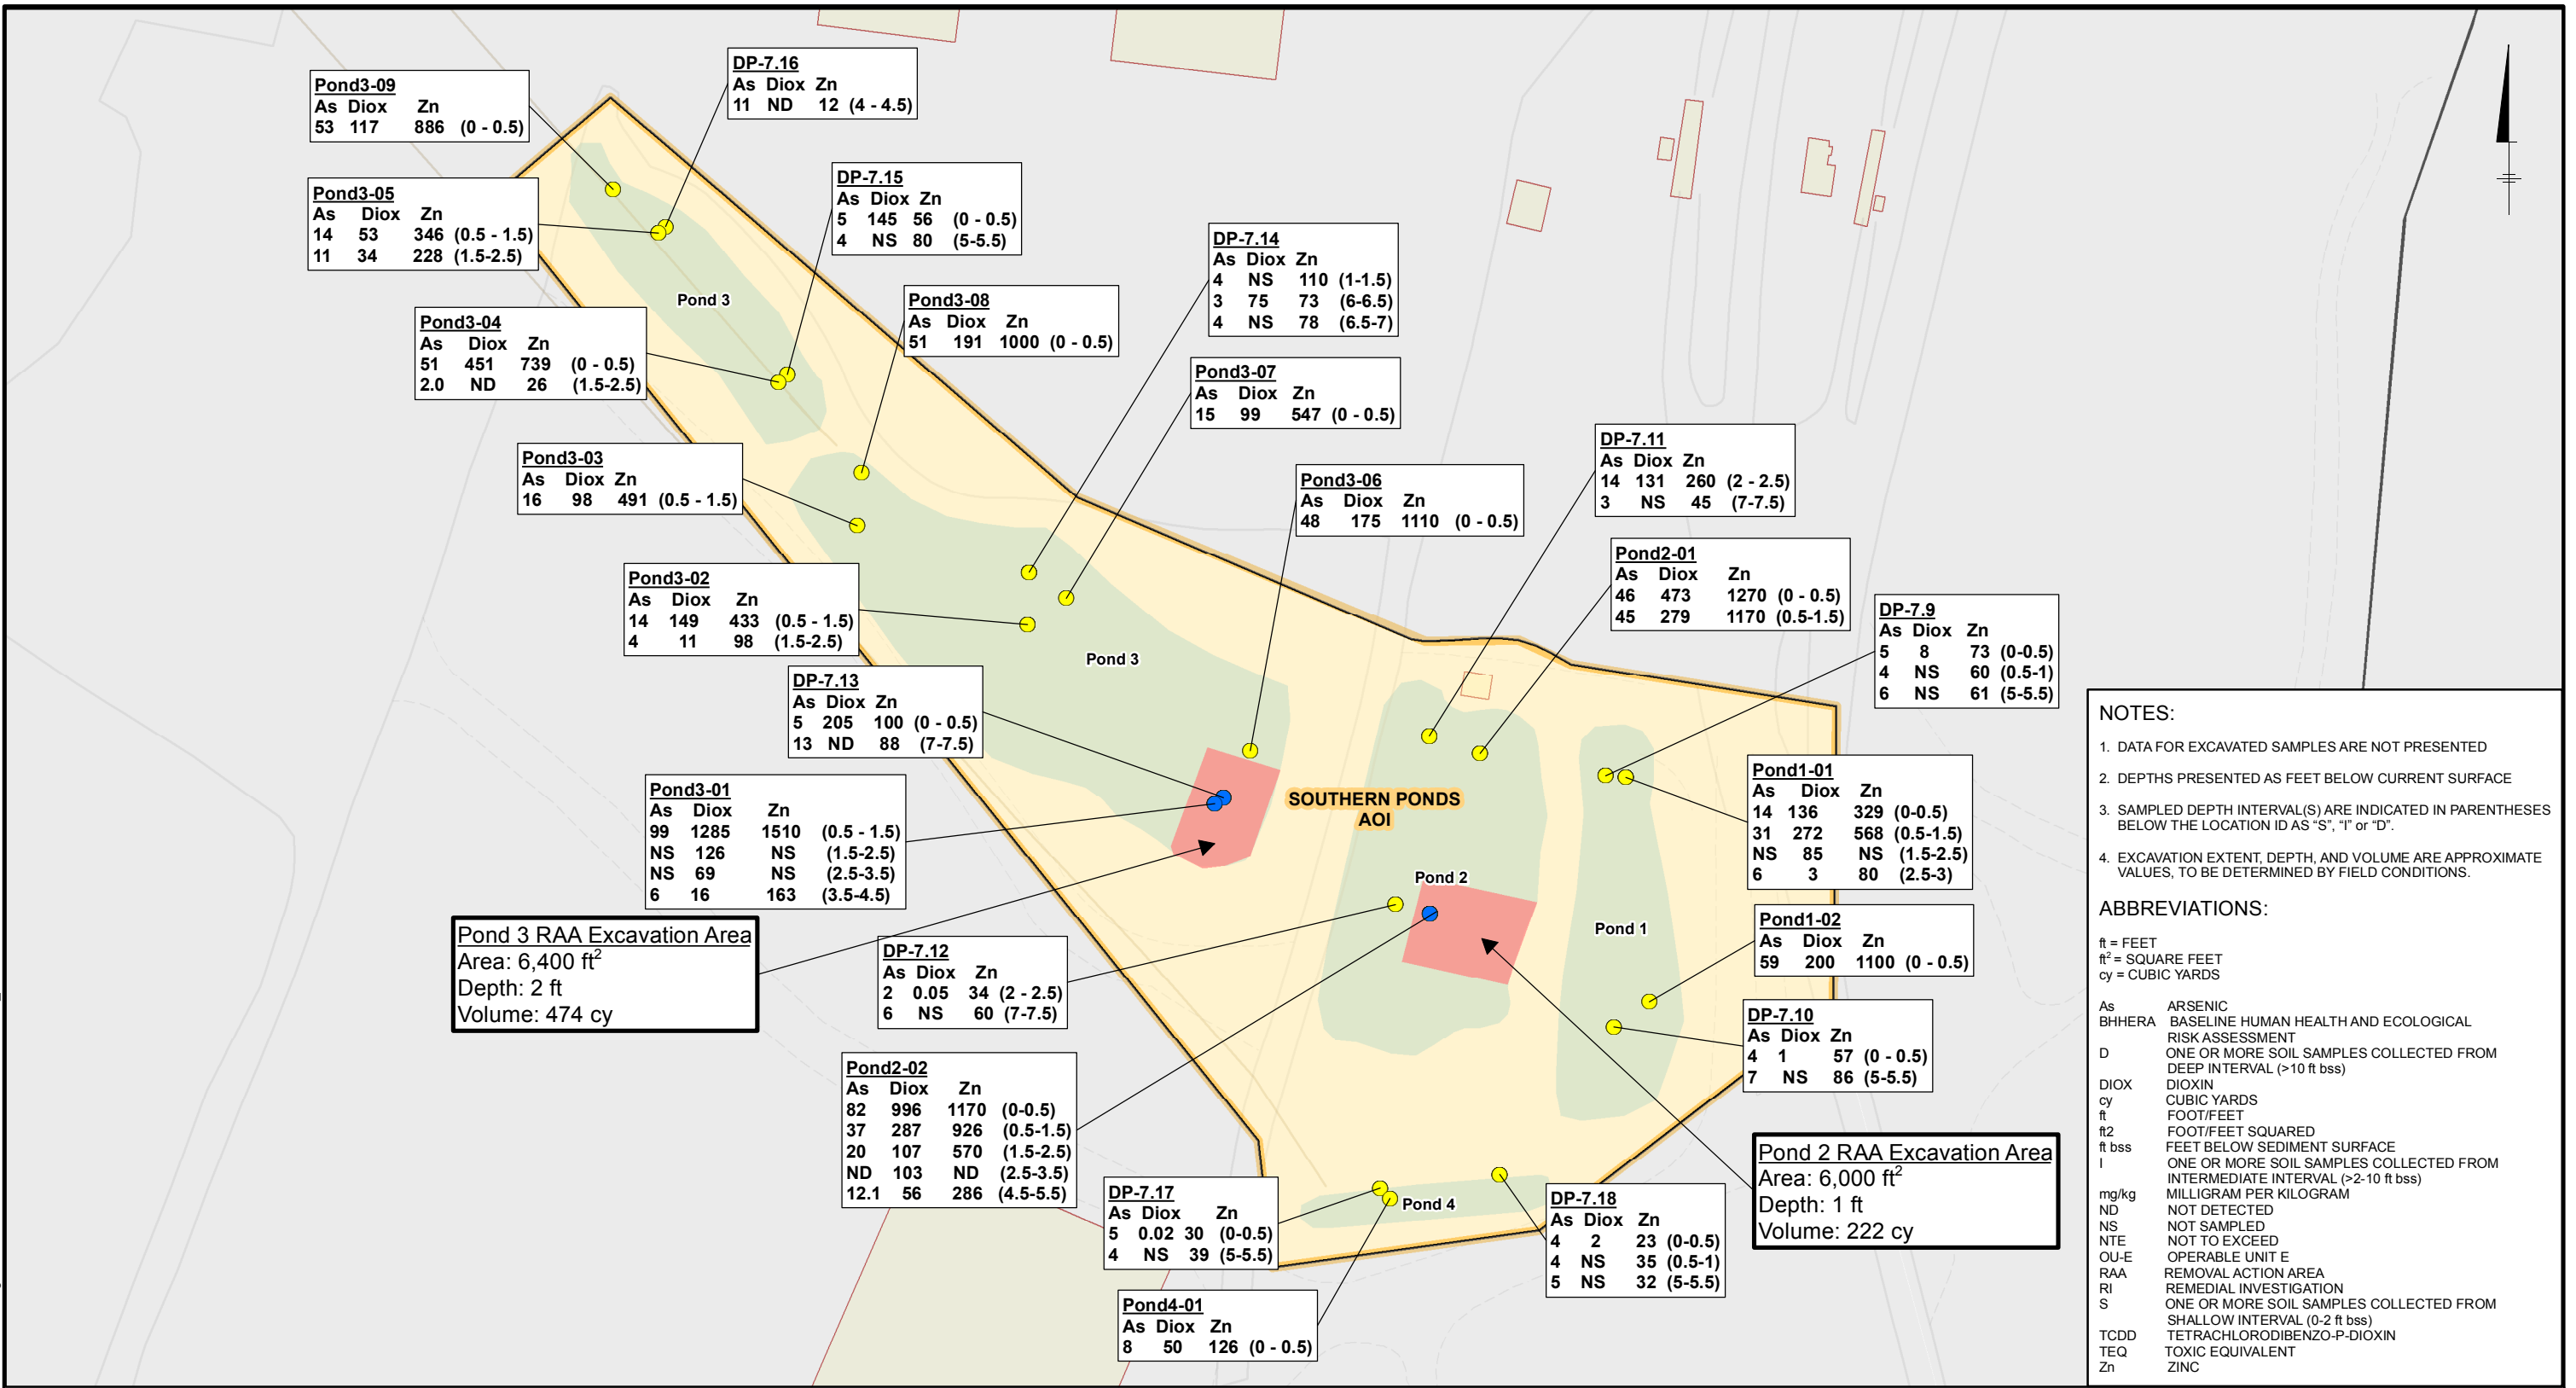 Pond3-09
As Diox Zn
53 117 886 (0 - 0.5)
DP-7.16
As Diox Zn
11 ND 12 (4 - 4.5)
Pond3-05
As Diox Zn
14 53 346 (0.5 - 1.5)
11 34 228 (1.5-2.5)
DP-7.15
As Diox Zn
5 145 56 (0 - 0.5)
4 NS 80 (5-5.5)
Pond 3
Pond3-04
As Diox Zn
51 451 739 (0 - 0.5)
2.0 ND 26 (1.5-2.5)
Pond3-08
As Diox Zn
51 191 1000 (0 - 0.5)
DP-7.14
As Diox Zn
4 NS 110 (1-1.5)
3 75 73 (6-6.5)
4 NS 78 (6.5-7)
Pond3-07
As Diox Zn
15 99 547 (0 - 0.5)
Pond3-03
As Diox Zn
16 98 491 (0.5 - 1.5)
Pond3-06
As Diox Zn
48 175 1110 (0 - 0.5)
DP-7.11
As Diox Zn
14 131 260 (2 - 2.5)
3 NS 45 (7-7.5)
Pond2-01
As Diox Zn
46 473 1270 (0 - 0.5)
45 279 1170 (0.5-1.5)
Pond3-02
As Diox Zn
14 149 433 (0.5 - 1.5)
4 11 98 (1.5-2.5)
Pond 3
DP-7.9
As Diox Zn
5 8 73 (0-0.5)
4 NS 60 (0.5-1)
6 NS 61 (5-5.5)
DP-7.13
As Diox Zn
5 205 100 (0 - 0.5)
13 ND 88 (7-7.5)
Pond3-01
As Diox Zn
99 1285 1510 (0.5 - 1.5)
NS 126 NS (1.5-2.5)
NS 69 NS (2.5-3.5)
6 16 163 (3.5-4.5)
SOUTHERN PONDS
AOI
Pond1-01
As Diox Zn
14 136 329 (0-0.5)
31 272 568 (0.5-1.5)
NS 85 NS (1.5-2.5)
6 3 80 (2.5-3)
Pond 2
Pond 1
Pond1-02
As Diox Zn
59 200 1100 (0 - 0.5)
Pond 3 RAA Excavation Area
Area: 6,400 ft²
Depth: 2 ft
Volume: 474 cy
DP-7.12
As Diox Zn
2 0.05 34 (2 - 2.5)
6 NS 60 (7-7.5)
DP-7.10
As Diox Zn
4 1 57 (0 - 0.5)
7 NS 86 (5-5.5)
Pond2-02
As Diox Zn
82 996 1170 (0-0.5)
37 287 926 (0.5-1.5)
20 107 570 (1.5-2.5)
ND 103 ND (2.5-3.5)
12.1 56 286 (4.5-5.5)
Pond 2 RAA Excavation Area
Area: 6,000 ft²
Depth: 1 ft
Volume: 222 cy
DP-7.17
As Diox Zn
5 0.02 30 (0-0.5)
4 NS 39 (5-5.5)
Pond 4
DP-7.18
As Diox Zn
4 2 23 (0-0.5)
4 NS 35 (0.5-1)
5 NS 32 (5-5.5)
Pond4-01
As Diox Zn
8 50 126 (0 - 0.5)
NOTES:
1. DATA FOR EXCAVATED SAMPLES ARE NOT PRESENTED
2. DEPTHS PRESENTED AS FEET BELOW CURRENT SURFACE
3. SAMPLED DEPTH INTERVAL(S) ARE INDICATED IN PARENTHESES
BELOW THE LOCATION ID AS “S”, “I” or “D”.
4. EXCAVATION EXTENT, DEPTH, AND VOLUME ARE APPROXIMATE
VALUES, TO BE DETERMINED BY FIELD CONDITIONS.
ABBREVIATIONS:
ft = FEET
ft² = SQUARE FEET
cy = CUBIC YARDS
As ARSENIC
BHHERA BASELINE HUMAN HEALTH AND ECOLOGICAL
RISK ASSESSMENT
D ONE OR MORE SOIL SAMPLES COLLECTED FROM
DEEP INTERVAL (>10 ft bss)
DIOX DIOXIN
cy CUBIC YARDS
ft FOOT/FEET
ft2 FOOT/FEET SQUARED
ft bss FEET BELOW SEDIMENT SURFACE
I ONE OR MORE SOIL SAMPLES COLLECTED FROM
INTERMEDIATE INTERVAL (>2-10 ft bss)
mg/kg MILLIGRAM PER KILOGRAM
ND NOT DETECTED
NS NOT SAMPLED
NTE NOT TO EXCEED
OU-E OPERABLE UNIT E
RAA REMOVAL ACTION AREA
RI REMEDIAL INVESTIGATION
S ONE OR MORE SOIL SAMPLES COLLECTED FROM
SHALLOW INTERVAL (0-2 ft bss)
TCDD TETRACHLORODIBENZO-P-DIOXIN
TEQ TOXIC EQUIVALENT
Zn ZINC